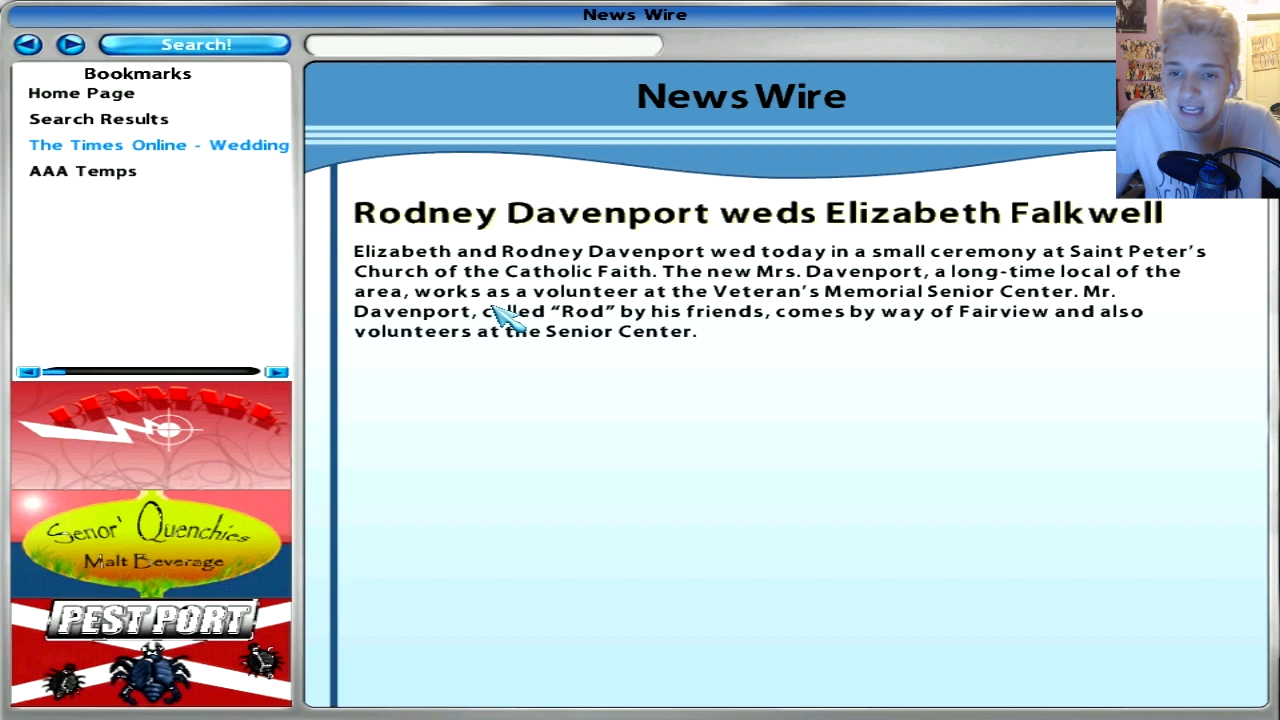 News Wire
Search!
Bookmarks
Home Page
Search Results
The Times Online - Wedding
AAA Temps
News Wire
Rodney Davenport weds Elizabeth Falkwell
Elizabeth and Rodney Davenport wed today in a small ceremony at Saint Peter's
Church of the Catholic Faith. The new Mrs. Davenport, a long-time local of the
area, works as a volunteer at the Veteran's Memorial Senior Center. Mr.
Davenport, called “Rod” by his friends, comes by way of Fairview and also
volunteers at the Senior Center.
Senor' Quenchies
Malt Beverage
PEST PORT